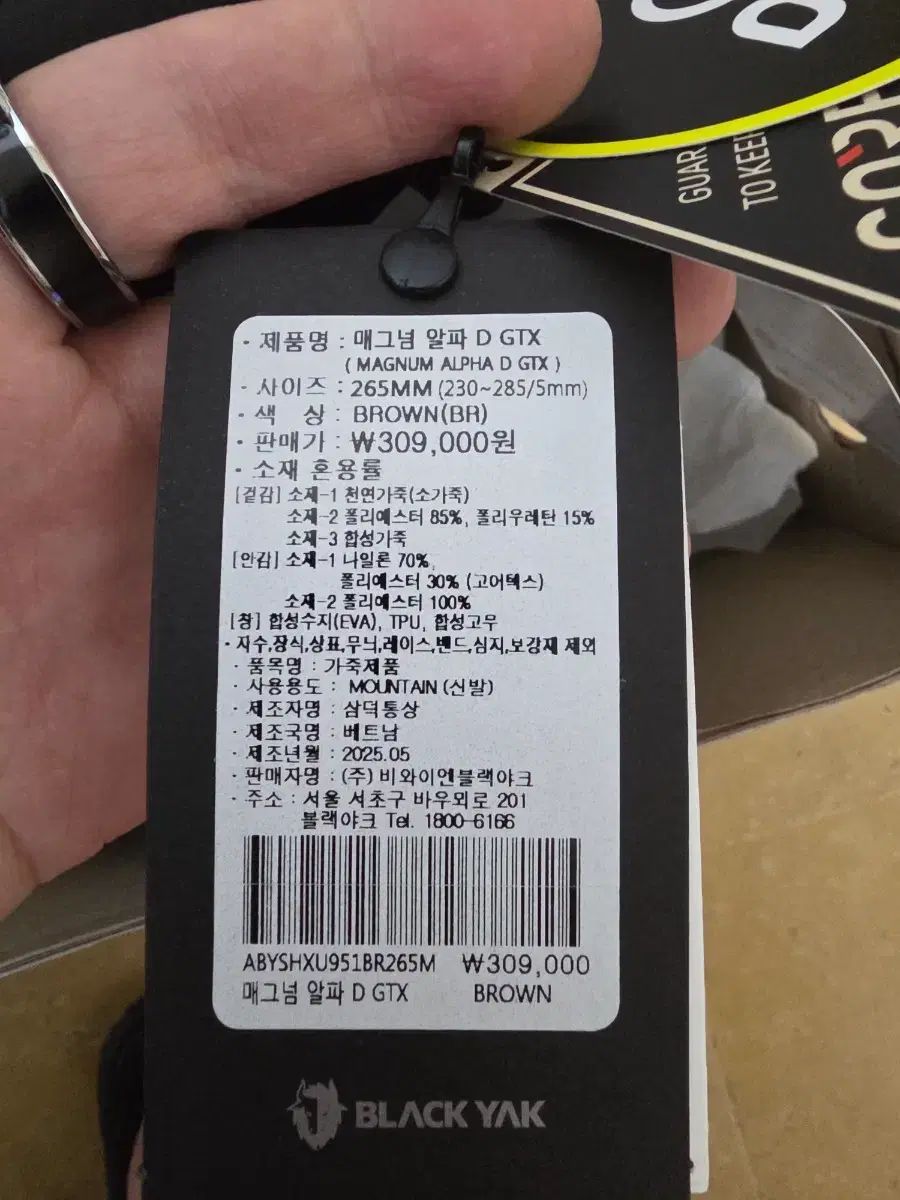 GUAR
TO KEEP
· 제품명 : 매그넘 알파 D GTX
( MAGNUM ALPHA D GTX )
· 사이즈 : 265MM (230~285/5mm)
· 색 상 : BROWN(BR)
· 판매가 : ₩309,000원
· 소재 혼용률
[겉감] 소재-1 천연가죽(소가죽)
소재-2 폴리에스터 85%, 폴리우레탄 15%
소재-3 합성가죽
[안감] 소재-1 나일론 70%,
폴리에스터 30% (고어텍스)
소재-2 폴리에스터 100%
[창] 합성수지(EVA), TPU, 합성고우
· 자수,장식,상표,무늬,레이스,밴드,심지,보강재 제외
· 품목명 : 가죽제품
· 사용용도 : MOUNTAIN (신발)
· 제조자명 : 삼덕통상
· 제조국명 : 베트남
· 제조년월 : 2025.05
· 판매자명 : (주) 비와이엔블랙야크
· 주소 : 서울 서초구 바우뫼로 201
블랙야크 Tel. 1800-6166
ABYSHXU951BR265M ₩309,000
매그넘 알파 D GTX BROWN
BLACK YAK